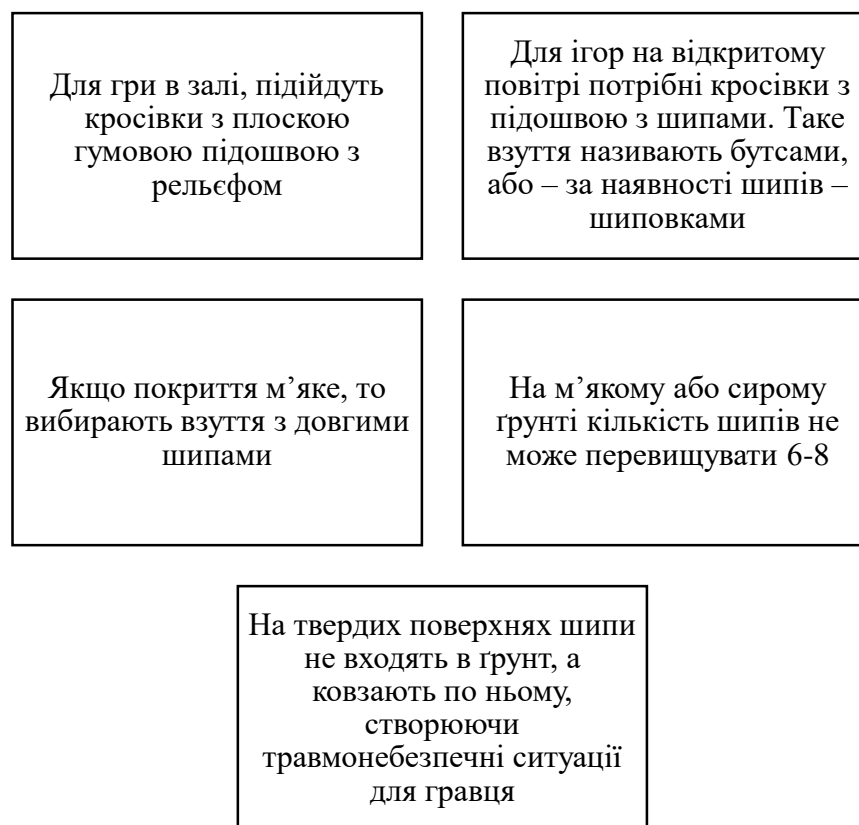 Для гри в залі, підійдуть
кросівки з плоскою
гумовою підошвою з
рельєфом
Для ігор на відкритому
повітрі потрібні кросівки з
підошвою з шипами. Таке
взуття називають бутсами,
або – за наявності шипів –
шиповками
Якщо покриття м’яке, то
вибирають взуття з довгими
шипами
На м’якому або сирому
ґрунті кількість шипів не
може перевищувати 6-8
На твердих поверхнях шипи
не входять в ґрунт, а
ковзають по ньому,
створюючи
травмонебезпечні ситуації
для гравця